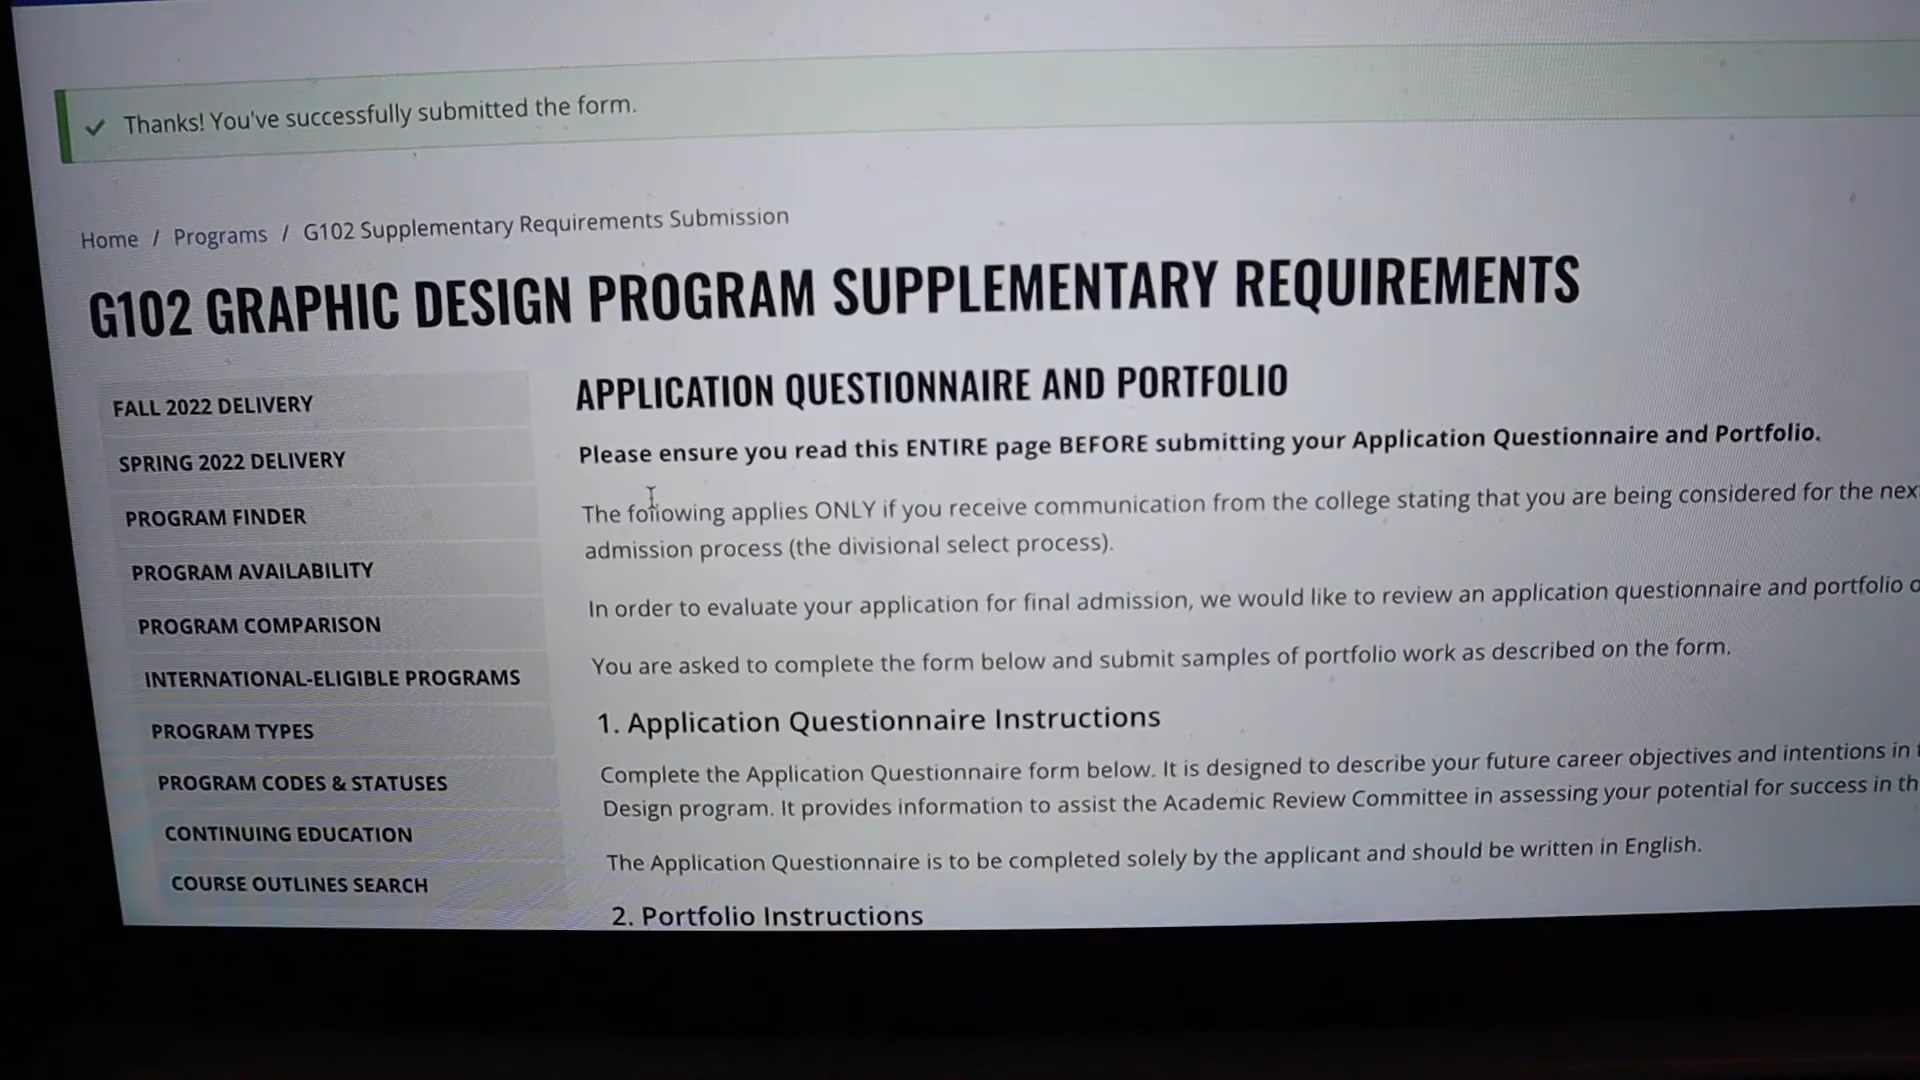 Thanks! You've successfully submitted the form.
Home / Programs / G102 Supplementary Requirements Submission
G102 GRAPHIC DESIGN PROGRAM SUPPLEMENTARY REQUIREMENTS
FALL 2022 DELIVERY
SPRING 2022 DELIVERY
PROGRAM FINDER
PROGRAM AVAILABILITY
PROGRAM COMPARISON
INTERNATIONAL-ELIGIBLE PROGRAMS
PROGRAM TYPES
PROGRAM CODES & STATUSES
CONTINUING EDUCATION
COURSE OUTLINES SEARCH
APPLICATION QUESTIONNAIRE AND PORTFOLIO
Please ensure you read this ENTIRE page BEFORE submitting your Application Questionnaire and Portfolio.
The following applies ONLY if you receive communication from the college stating that you are being considered for the
admission process (the divisional select process).
In order to evaluate your application for final admission, we would like to review an application questionnaire and portfolio
You are asked to complete the form below and submit samples of portfolio work as described on the form.
1. Application Questionnaire Instructions
Complete the Application Questionnaire form below. It is designed to describe your future career objectives and intentions in
Design program. It provides information to assist the Academic Review Committee in assessing your potential for success in
The Application Questionnaire is to be completed solely by the applicant and should be written in English.
2. Portfolio Instructions